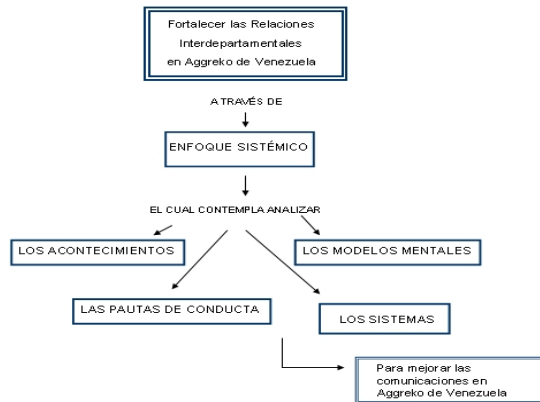 Fortalecer las Relaciones
Interdepartamentales
en Aggreko de Venezuela
A TRAVÉS DE
ENFOQUE SISTÉMICO
EL CUAL CONTEMPLA ANALIZAR
LOS ACONTECIMIENTOS
LOS MODELOS MENTALES
LAS PAUTAS DE CONDUCTA
LOS SISTEMAS
Para mejorar las
comunicaciones en
Aggreko de Venezuela